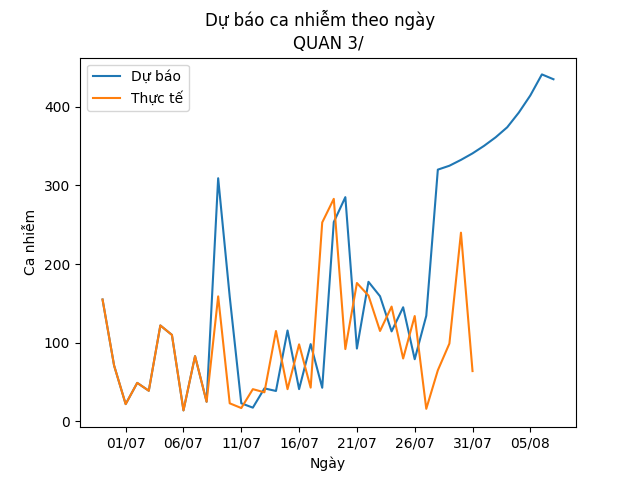 Dự báo ca nhiễm theo ngày
QUAN 3/
Dự báo
Thực tế
Ca nhiễm
400
300
200
100
0
01/07 06/07 11/07 16/07 21/07 26/07 31/07 05/08
Ngày